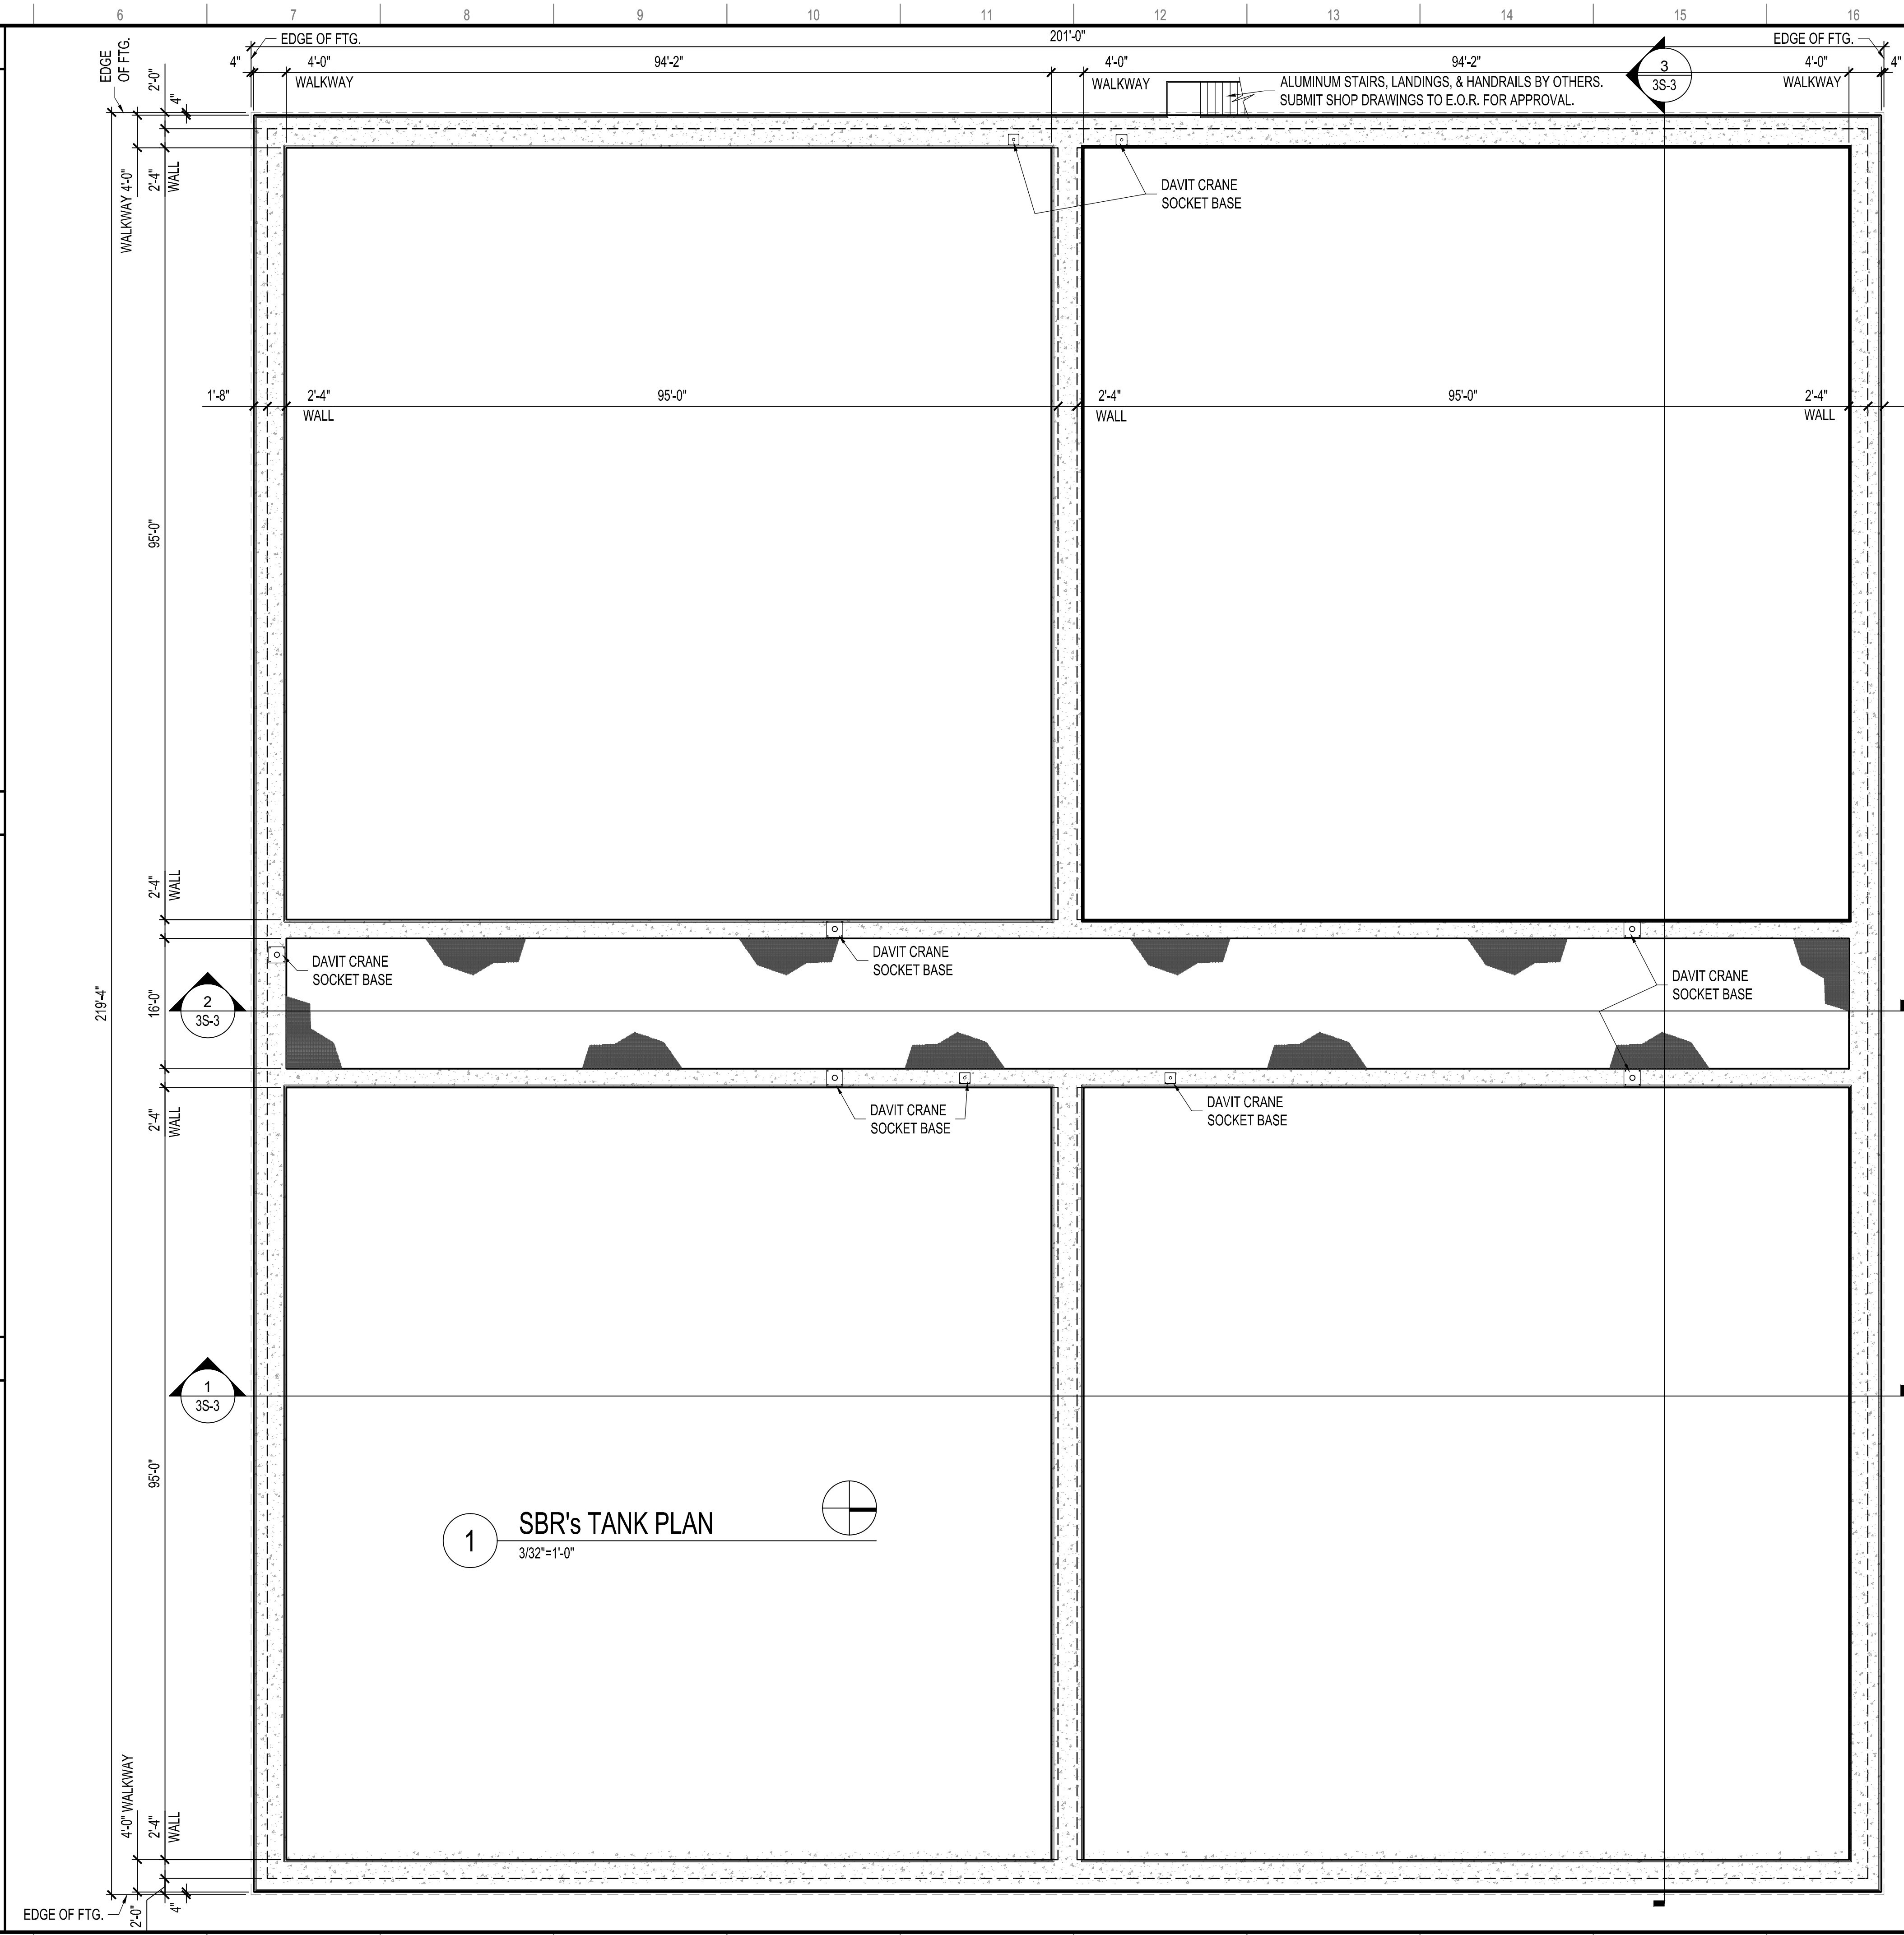 6 7 8 9 10 11 12 13 14 15 16
EDGE OF FTG.
201'-0"
EDGE OF FTG.
EDGE
OF FTG.
2'-0"
4"
4"
4'-0"
WALKWAY
94'-2"
4'-0"
WALKWAY
94'-2"
4'-0"
WALKWAY
4"
3
3S-3
ALUMINUM STAIRS, LANDINGS, & HANDRAILS BY OTHERS.
SUBMIT SHOP DRAWINGS TO E.O.R. FOR APPROVAL.
WALKWAY 4'-0"
2'-4"
WALL
DAVIT CRANE
SOCKET BASE
1'-8"
2'-4"
WALL
95'-0"
2'-4"
WALL
95'-0"
2'-4"
WALL
95'-0"
2'-4"
WALL
DAVIT CRANE
SOCKET BASE
DAVIT CRANE
SOCKET BASE
DAVIT CRANE
SOCKET BASE
219'-4"
16'-0"
2
3S-3
2'-4"
WALL
DAVIT CRANE
SOCKET BASE
DAVIT CRANE
SOCKET BASE
1
3S-3
95'-0"
1
SBR's TANK PLAN
3/32"=1'-0"
4'-0" WALKWAY
2'-4"
WALL
EDGE OF FTG.
2'-0"
4"